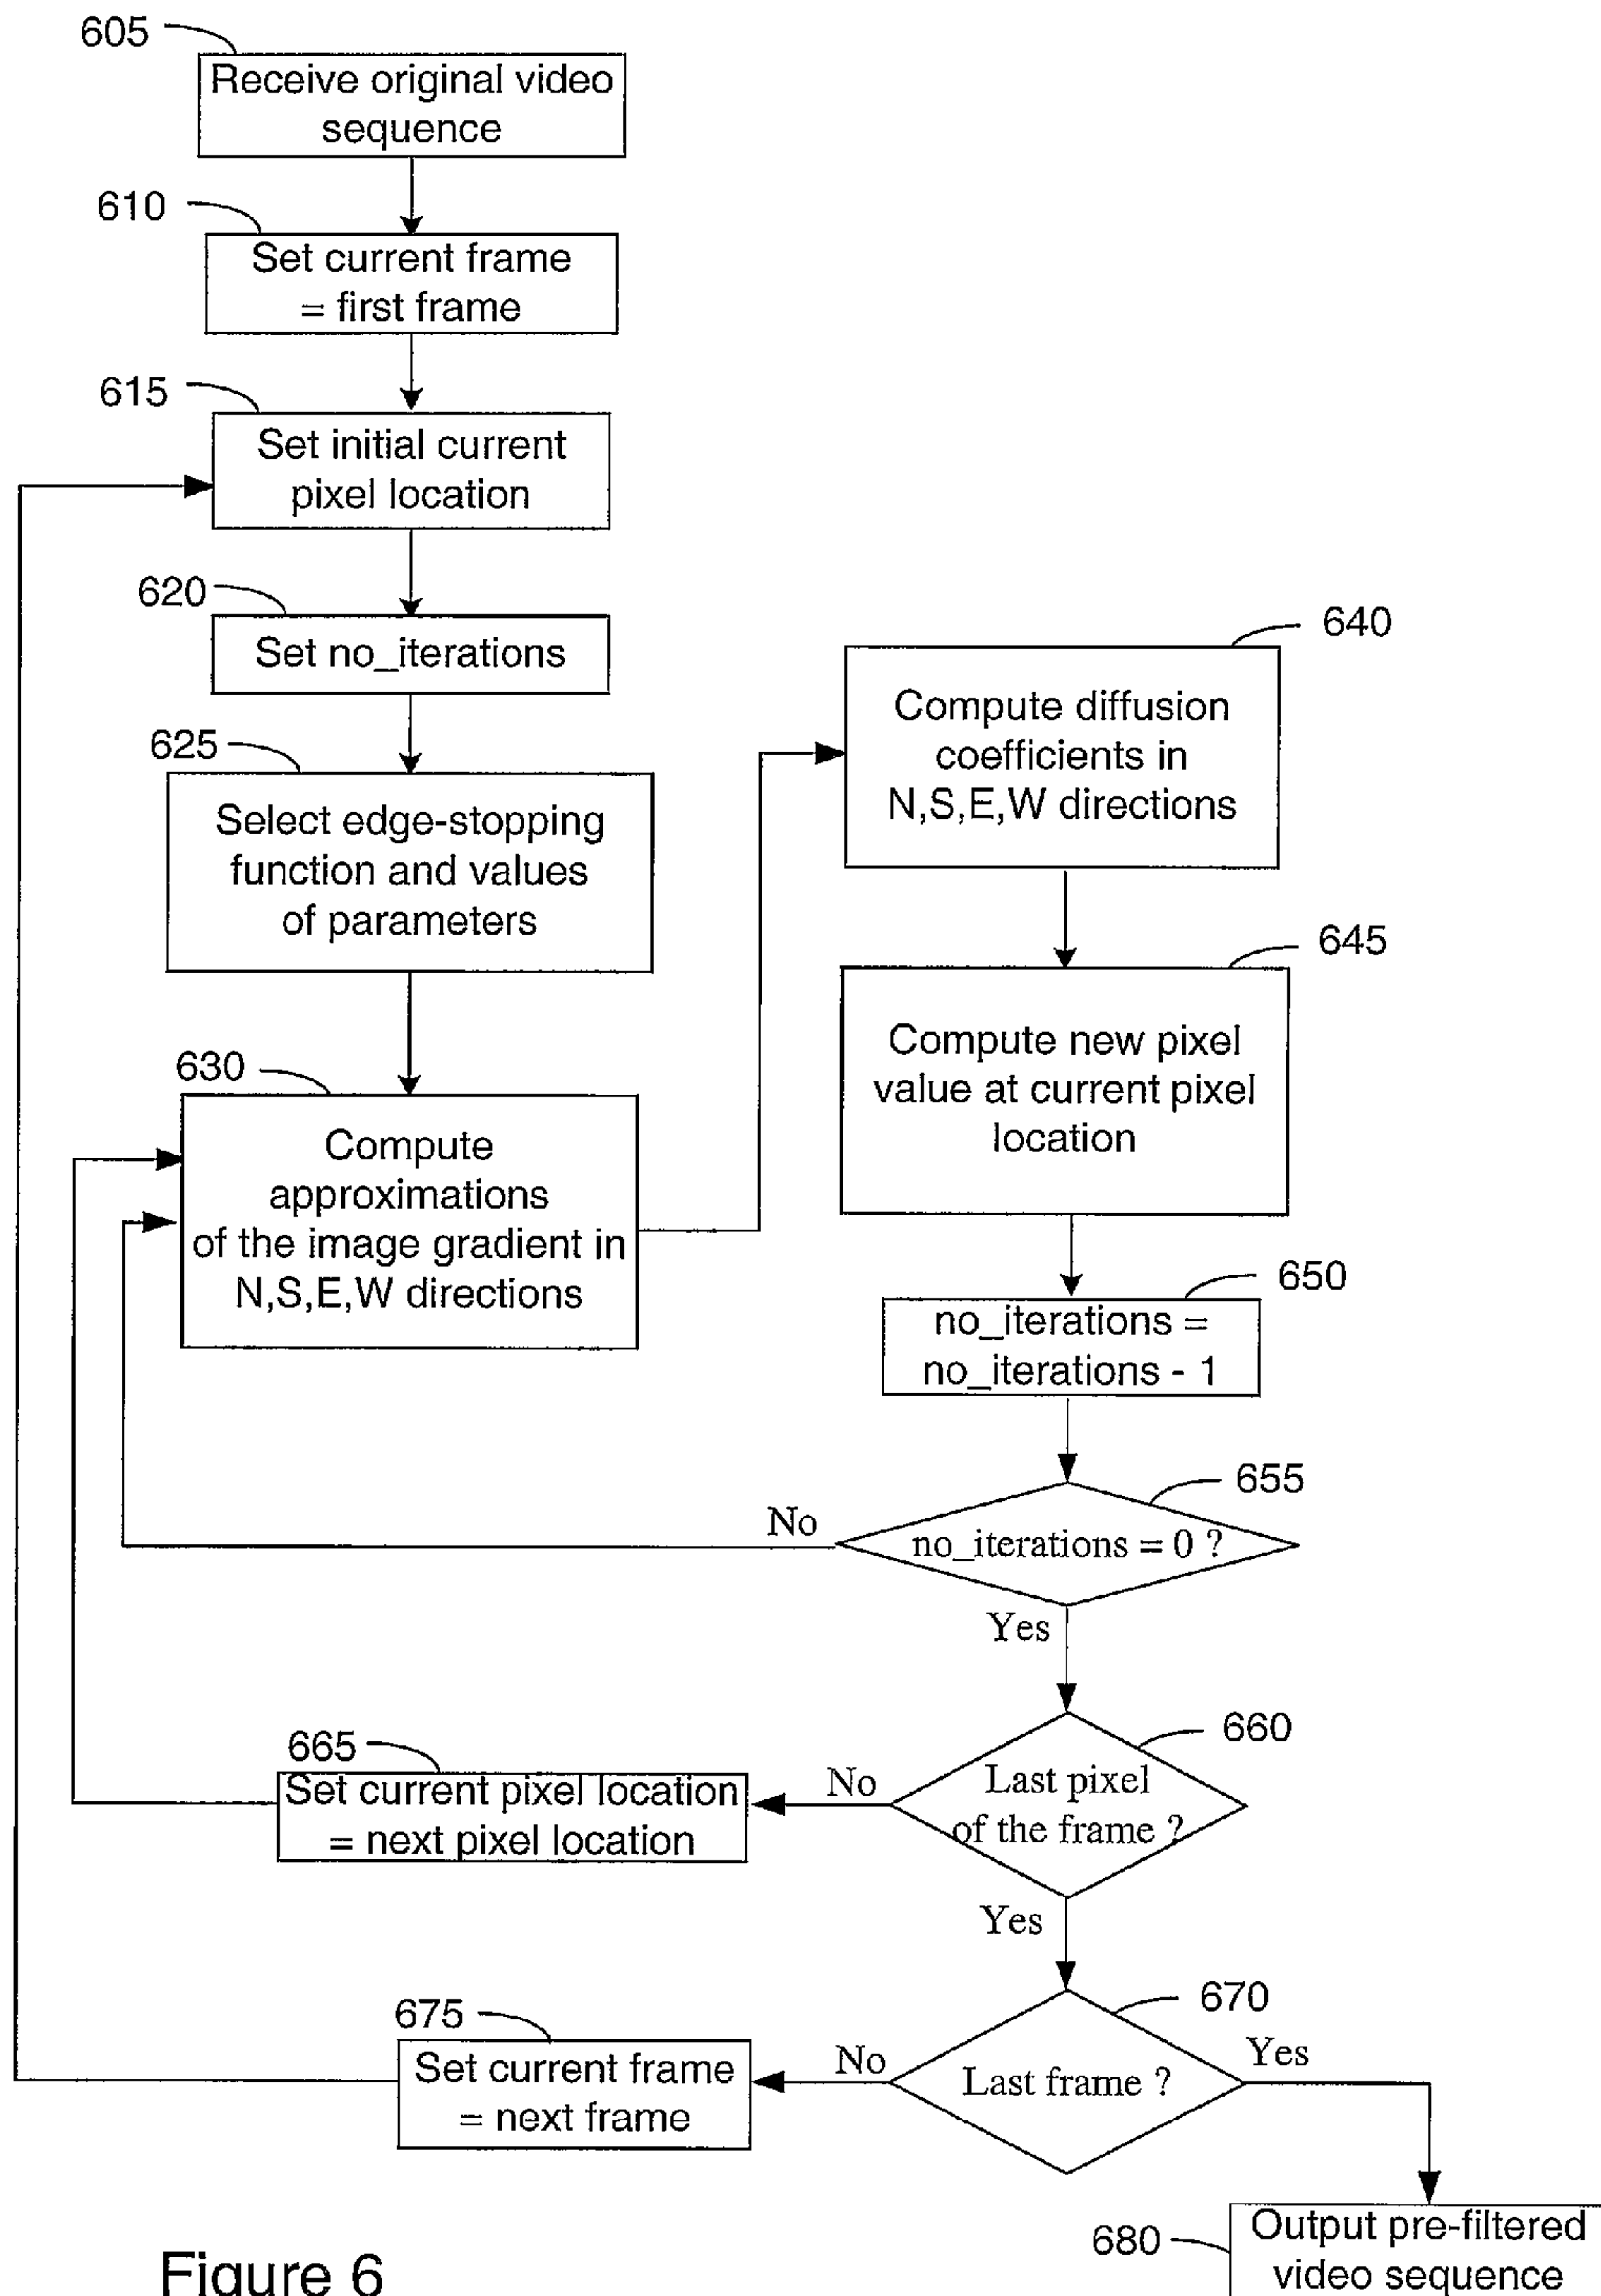 605
Receive original video
sequence
610
Set current frame
= first frame
615
Set initial current
pixel location
620
Set no_iterations
625
Select edge-stopping
function and values
of parameters
630
Compute
approximations
of the image gradient in
N,S,E,W directions
640
Compute diffusion
coefficients in
N,S,E,W directions
645
Compute new pixel
value at current pixel
location
650
no_iterations =
no_iterations - 1
655
no_iterations = 0 ?
No
Yes
660
Last pixel
of the frame ?
No
665
Set current pixel location
= next pixel location
Yes
670
Last frame ?
No
Yes
675
Set current frame
= next frame
680
Output pre-filtered
video sequence
Figure 6